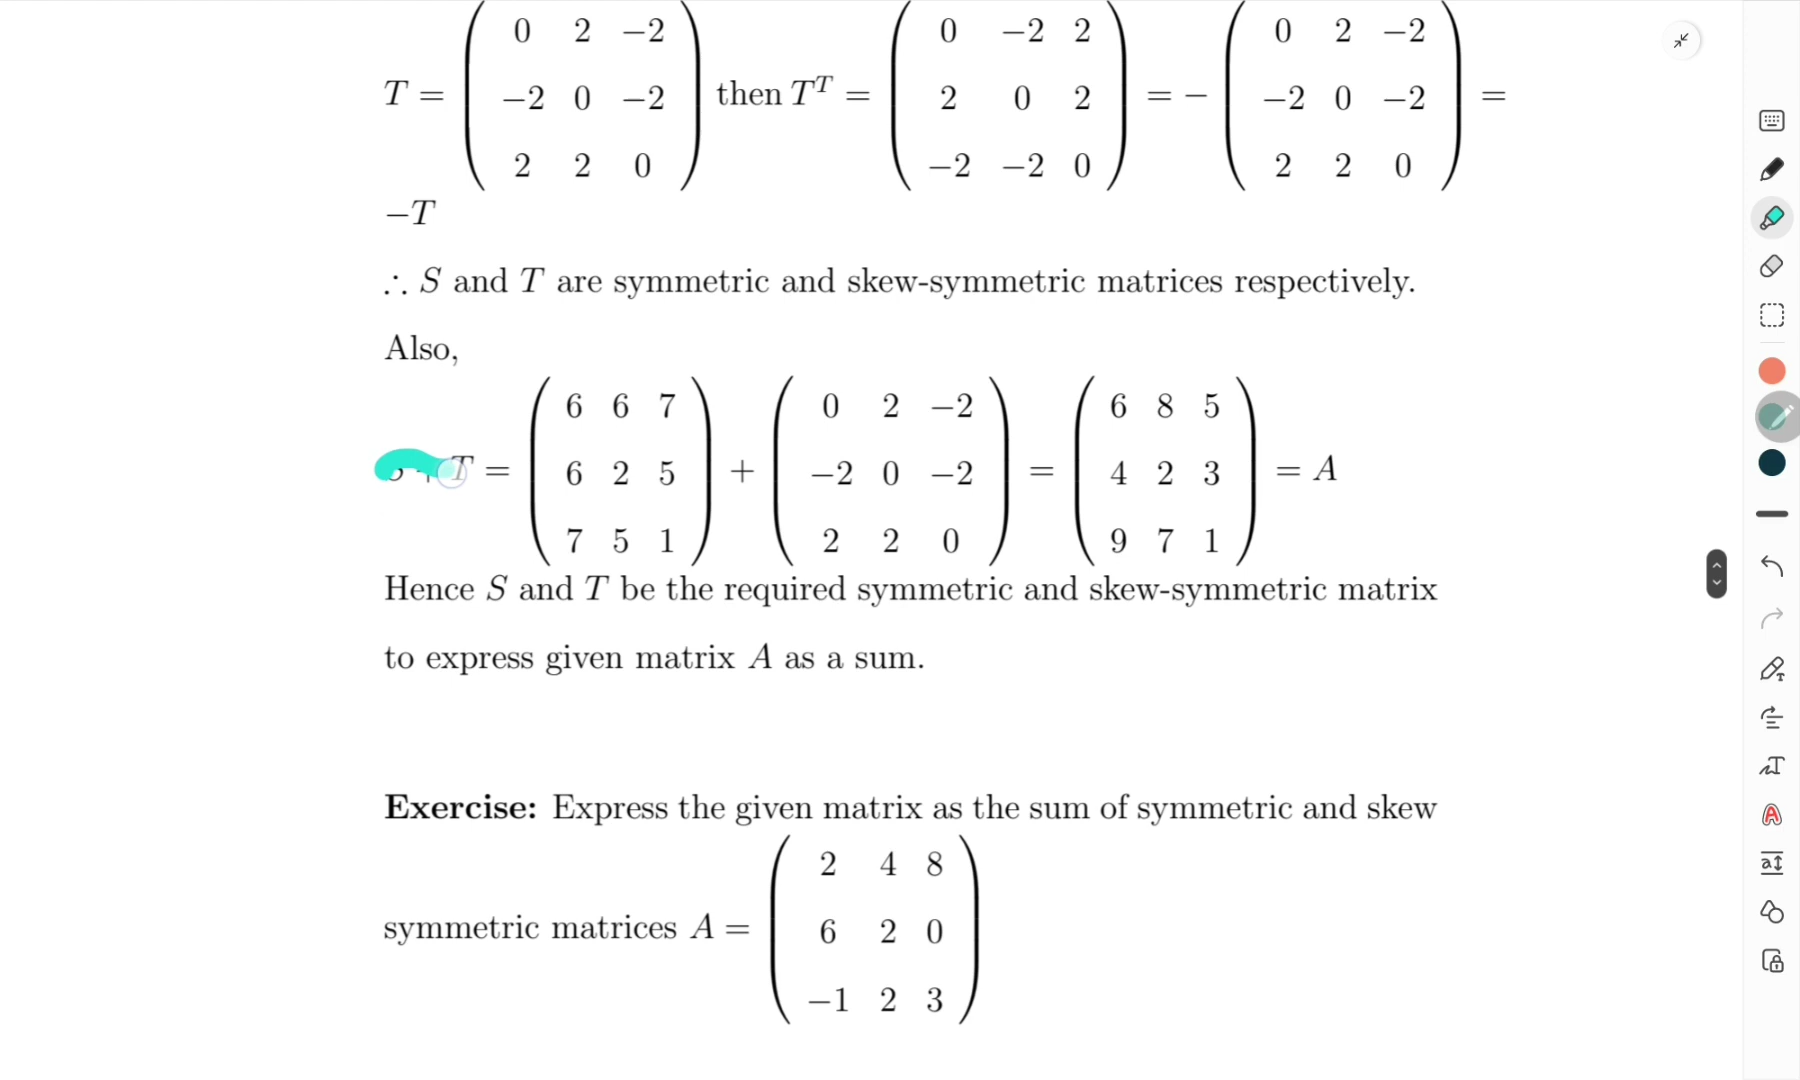 T = ( 0 2 −2 ; −2 0 −2 ; 2 2 0 ) then T^T = ( 0 −2 2 ; 2 0 2 ; −2 −2 0 ) = − ( 0 2 −2 ; −2 0 −2 ; 2 2 0 ) =
−T
∴ S and T are symmetric and skew-symmetric matrices respectively.
Also,
T = ( 6 6 7 ; 6 2 5 ; 7 5 1 ) + ( 0 2 −2 ; −2 0 −2 ; 2 2 0 ) = ( 6 8 5 ; 4 2 3 ; 9 7 1 ) = A
Hence S and T be the required symmetric and skew-symmetric matrix
to express given matrix A as a sum.
Exercise: Express the given matrix as the sum of symmetric and skew
symmetric matrices A = ( 2 4 8 ; 6 2 0 ; −1 2 3 )